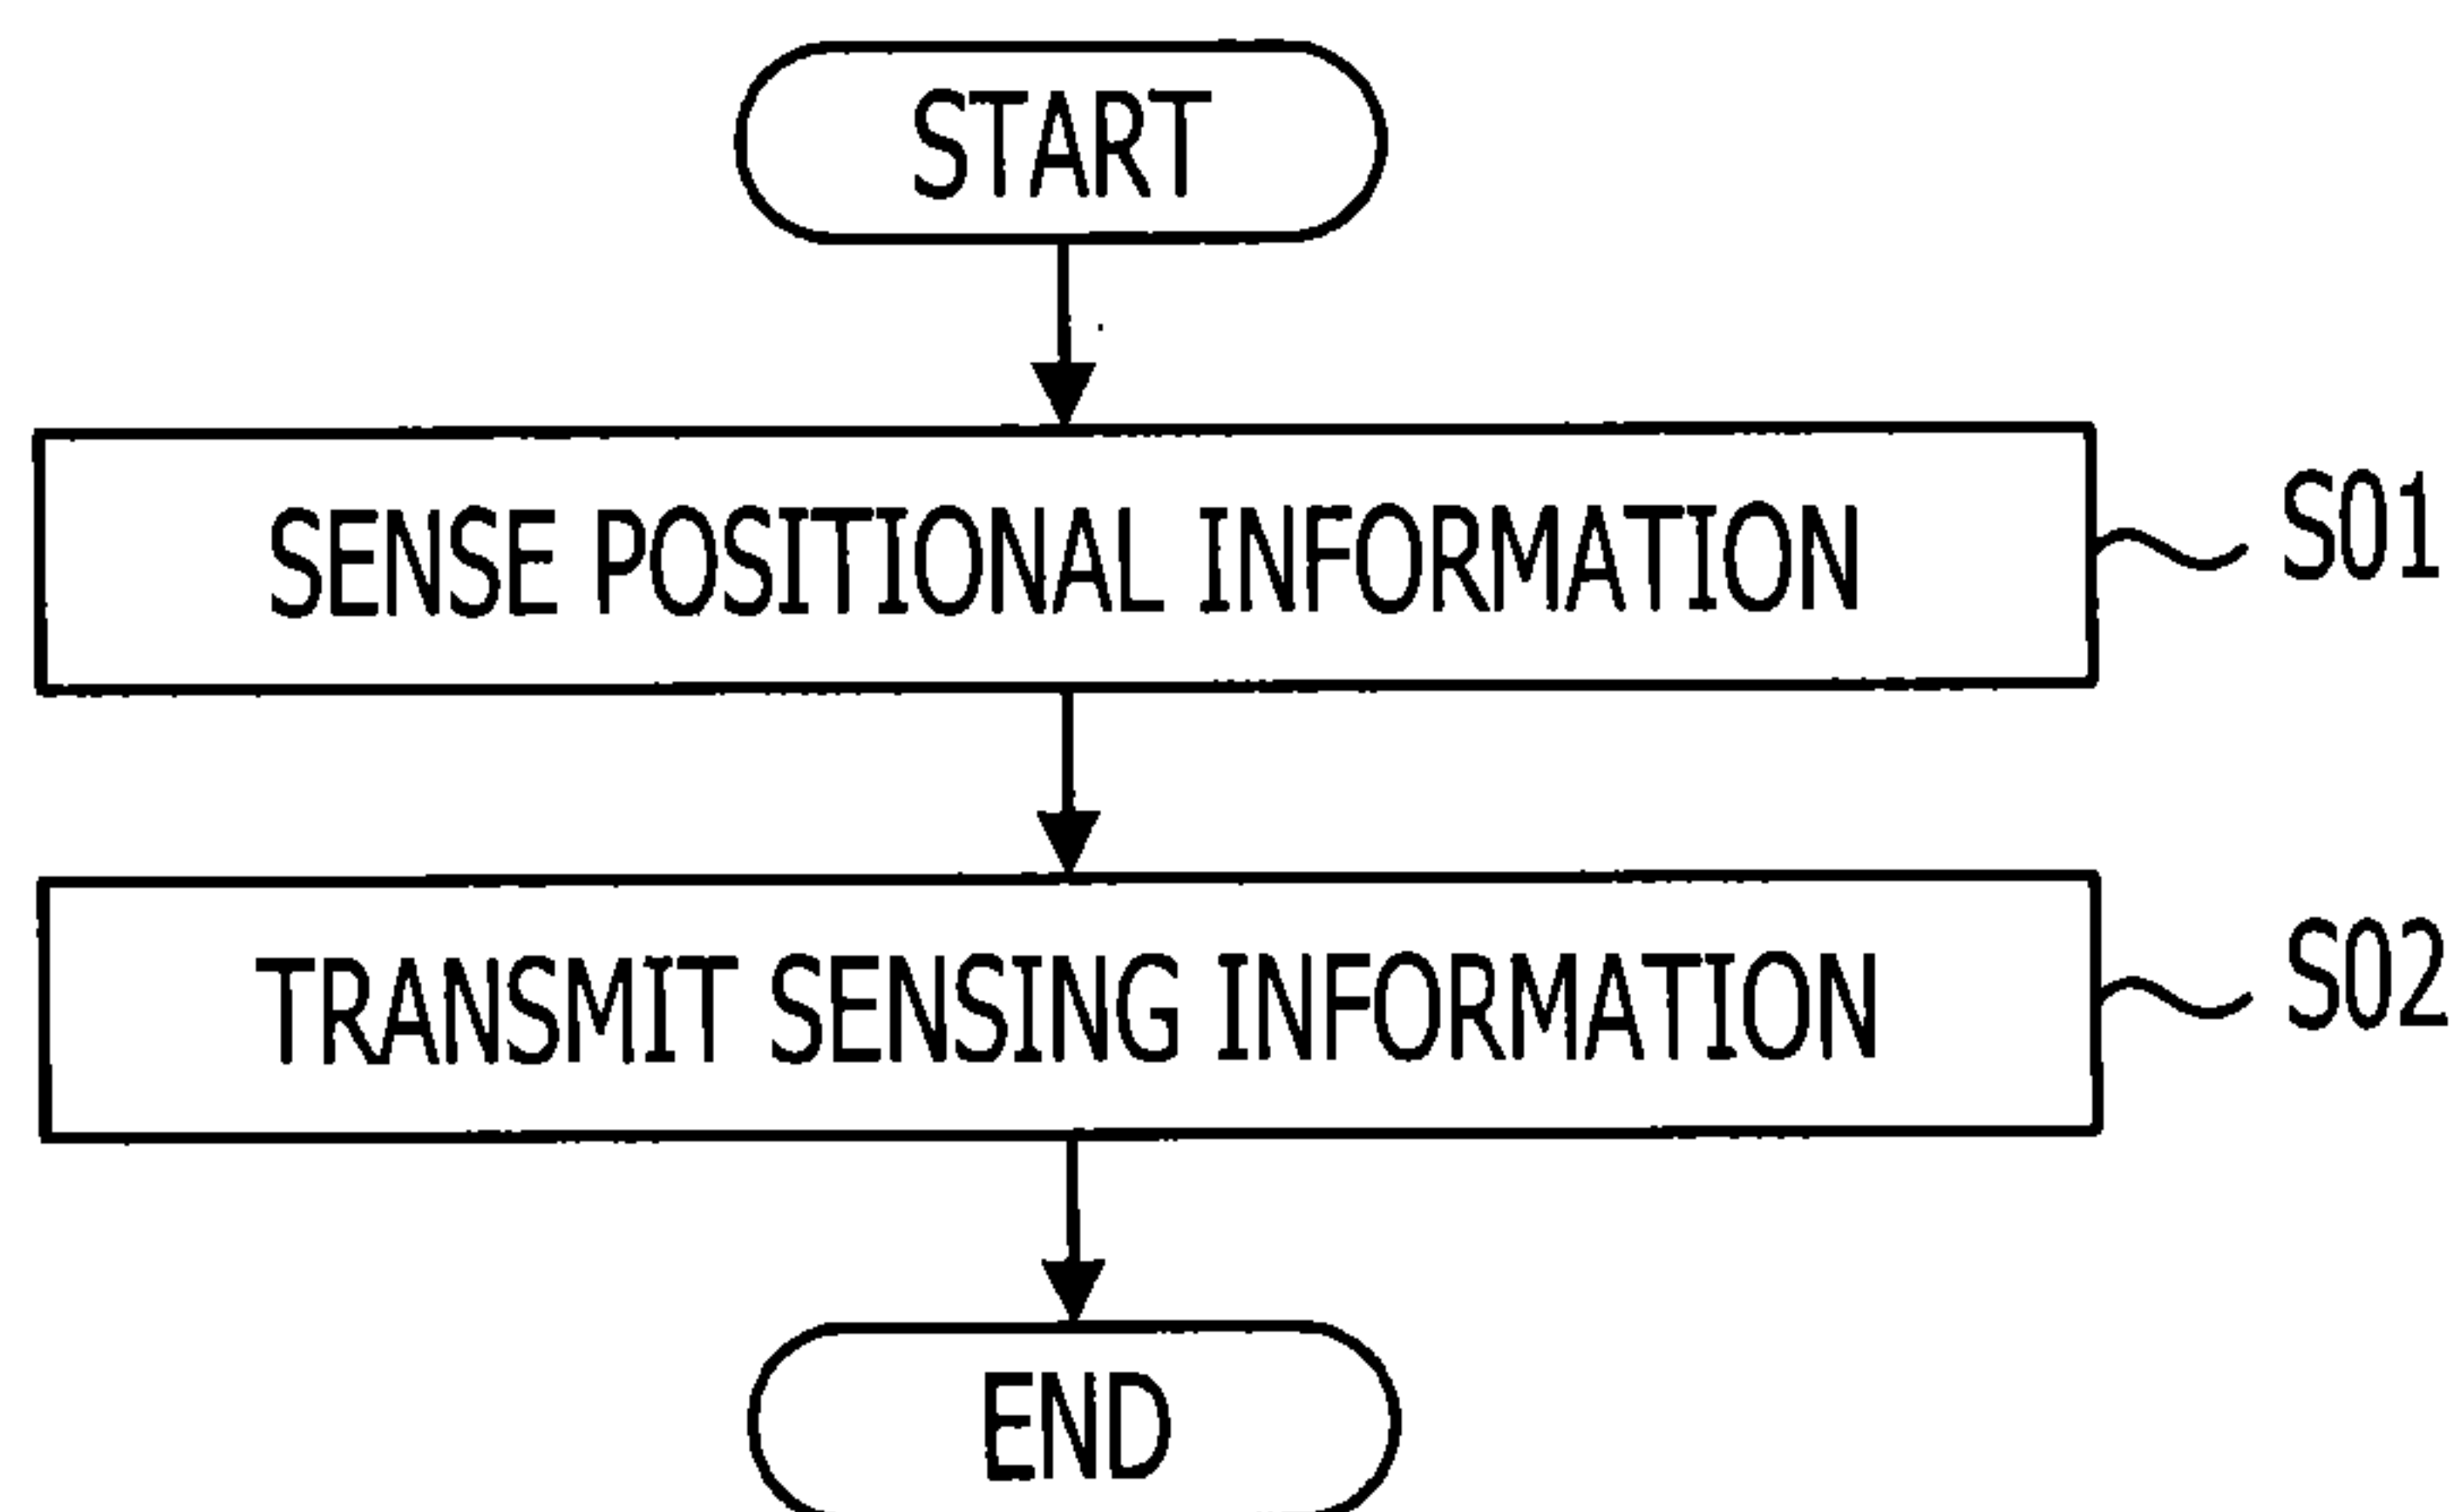 START
SENSE POSITIONAL INFORMATION
S01
TRANSMIT SENSING INFORMATION
S02
END